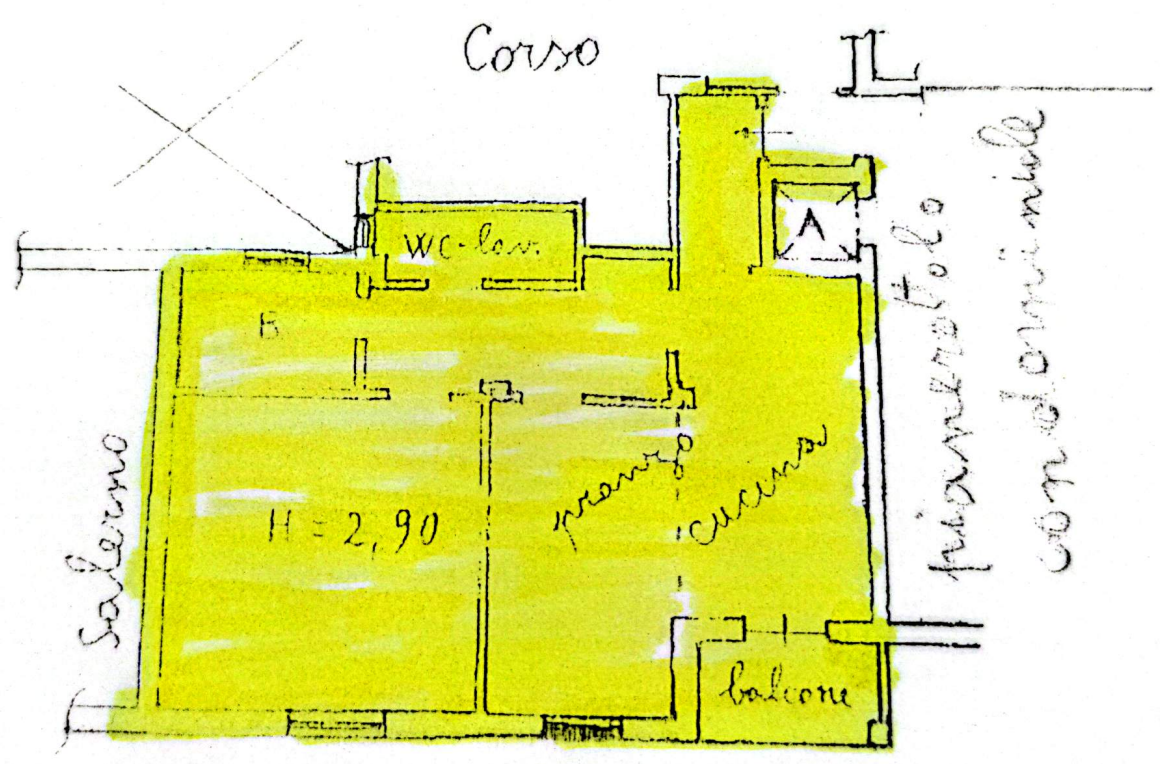 Corso
WC-lav.
A
B
pianerottolo
condominiale
Salerno
H=2,90
pranzo
cucina
balcone